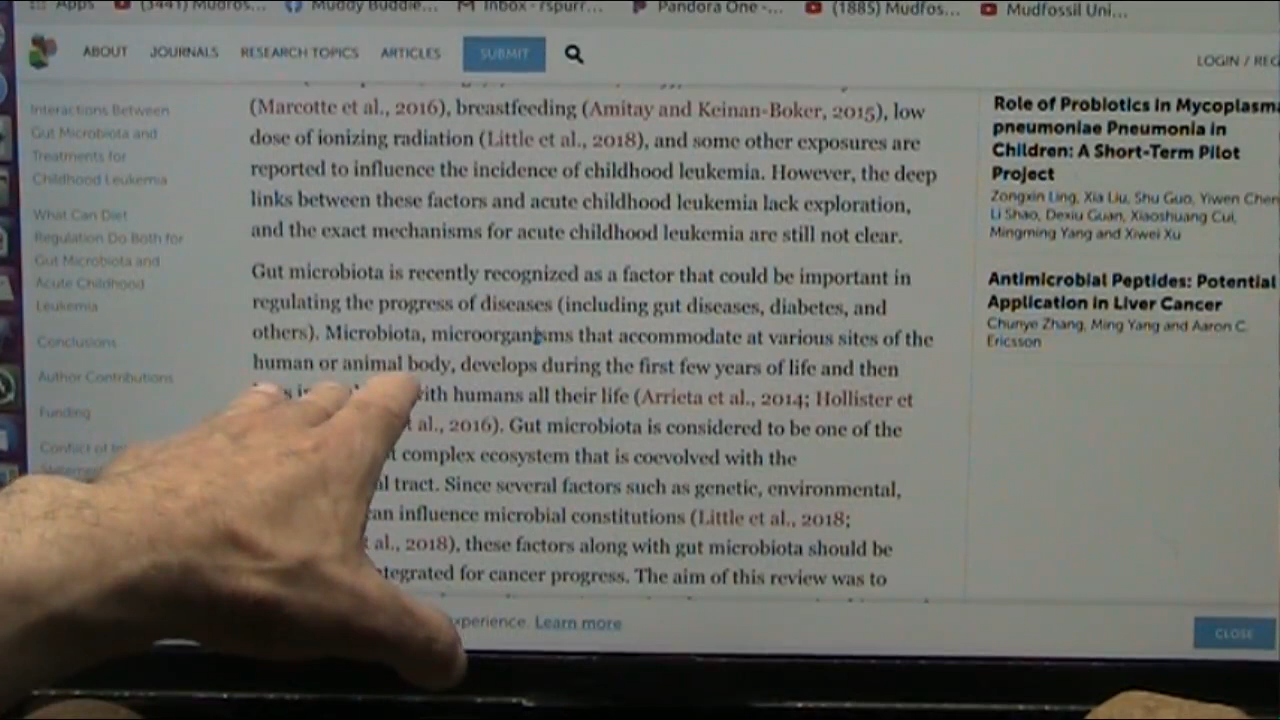 Apps (3441) Mudfos... Muddy Buddie... Inbox - rspurr... Pandora One -... (1885) Mudfos... Mudfossil Uni...
ABOUT JOURNALS RESEARCH TOPICS ARTICLES SUBMIT LOGIN / REG
Interactions Between
Gut Microbiota and
Treatments for
Childhood Leukemia
What Can Diet
Regulation Do Both for
Gut Microbiota and
Acute Childhood
Leukemia
Conclusions
Author Contributions
Funding
Conflict of
(Marcotte et al., 2016), breastfeeding (Amitay and Keinan-Boker, 2015), low
dose of ionizing radiation (Little et al., 2018), and some other exposures are
reported to influence the incidence of childhood leukemia. However, the deep
links between these factors and acute childhood leukemia lack exploration,
and the exact mechanisms for acute childhood leukemia are still not clear.
Gut microbiota is recently recognized as a factor that could be important in
regulating the progress of diseases (including gut diseases, diabetes, and
others). Microbiota, microorganisms that accommodate at various sites of the
human or animal body, develops during the first few years of life and then
with humans all their life (Arrieta et al., 2014; Hollister et
al., 2016). Gut microbiota is considered to be one of the
complex ecosystem that is coevolved with the
al tract. Since several factors such as genetic, environmental,
an influence microbial constitutions (Little et al., 2018;
al., 2018), these factors along with gut microbiota should be
tegrated for cancer progress. The aim of this review was to
xperience. Learn more
Role of Probiotics in Mycoplasma
pneumoniae Pneumonia in
Children: A Short-Term Pilot
Project
Zongxin Ling, Xia Liu, Shu Guo, Yiwen Chen
Li Shao, Dexiu Guan, Xiaoshuang Cui,
Mingming Yang and Xiwei Xu
Antimicrobial Peptides: Potential
Application in Liver Cancer
Chunye Zhang, Ming Yang and Aaron C.
Ericsson
CLOSE